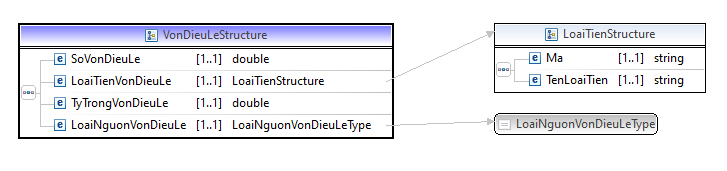 VonDieuLeStructure
SoVonDieuLe [1..1] double
LoaiTienVonDieuLe [1..1] LoaiTienStructure
TyTrongVonDieuLe [1..1] double
LoaiNguonVonDieuLe [1..1] LoaiNguonVonDieuLeType
LoaiTienStructure
Ma [1..1] string
TenLoaiTien [1..1] string
LoaiNguonVonDieuLeType